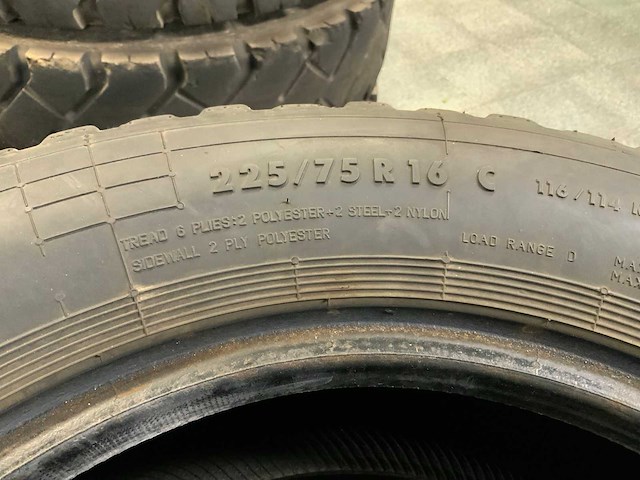 225/75 R 16 C 116/114
TREAD 6 PLIES:2 POLYESTER+2 STEEL+2 NYLON
SIDEWALL 2 PLY POLYESTER
LOAD RANGE D